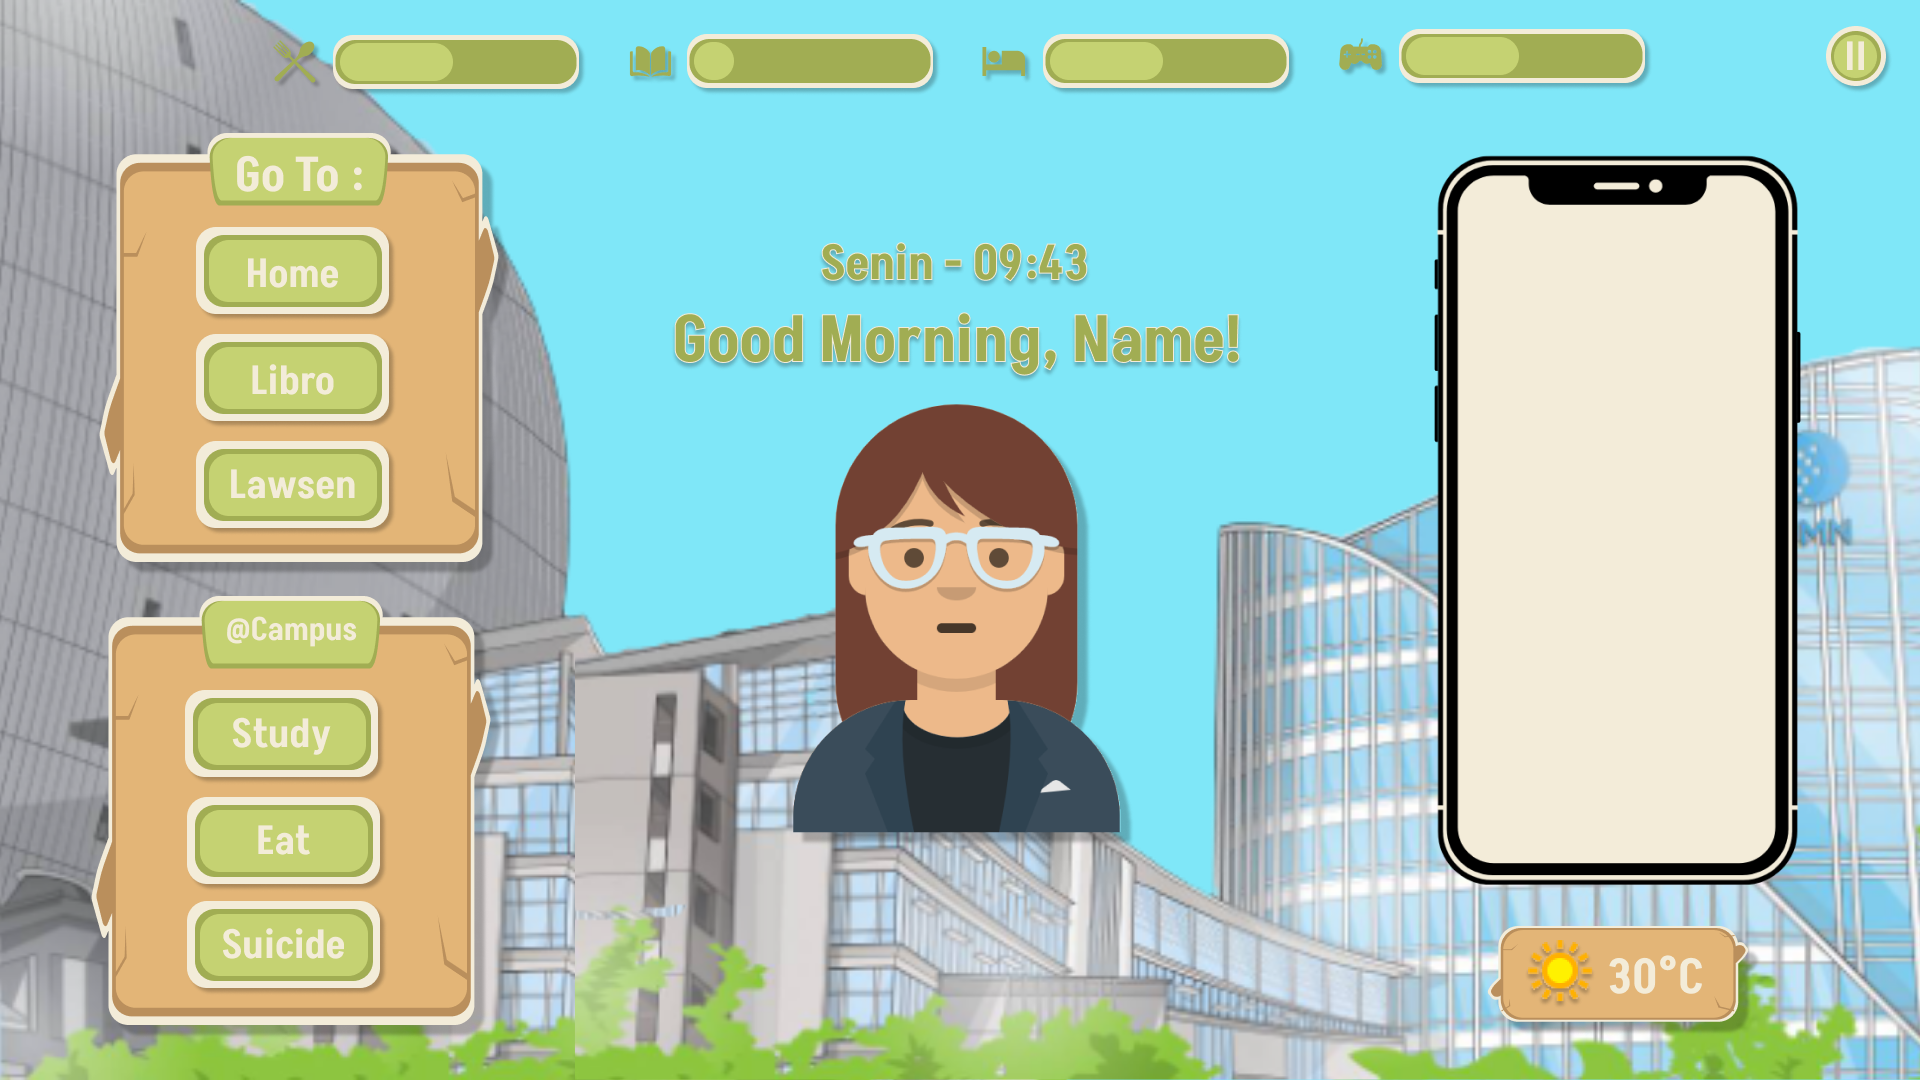 Go To :
Home
Libro
Lawsen
@Campus
Study
Eat
Suicide
Senin - 09:43
Good Morning, Name!
MN
30°C